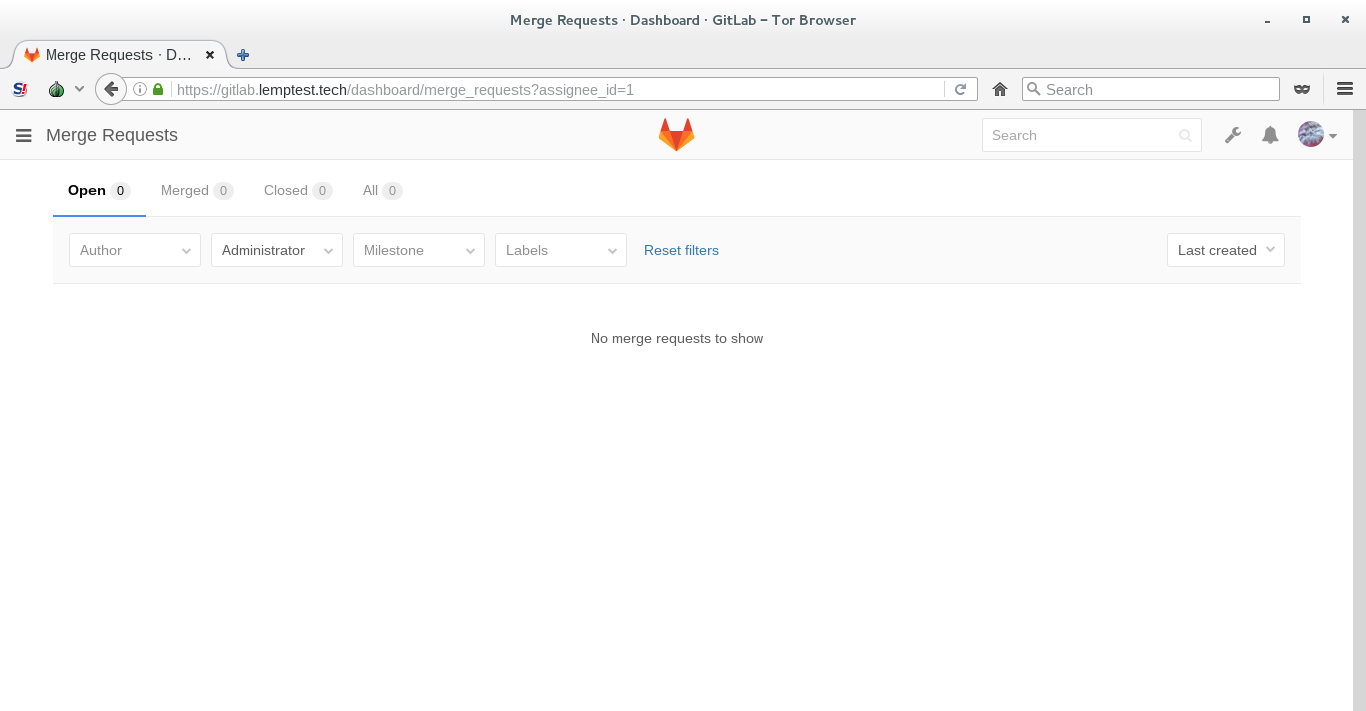 Merge Requests · Dashboard · GitLab – Tor Browser
Merge Requests · D...
https://gitlab.lemptest.tech/dashboard/merge_requests?assignee_id=1
Search
Merge Requests
Search
Open 0 Merged 0 Closed 0 All 0
Author Administrator Milestone Labels Reset filters Last created
No merge requests to show